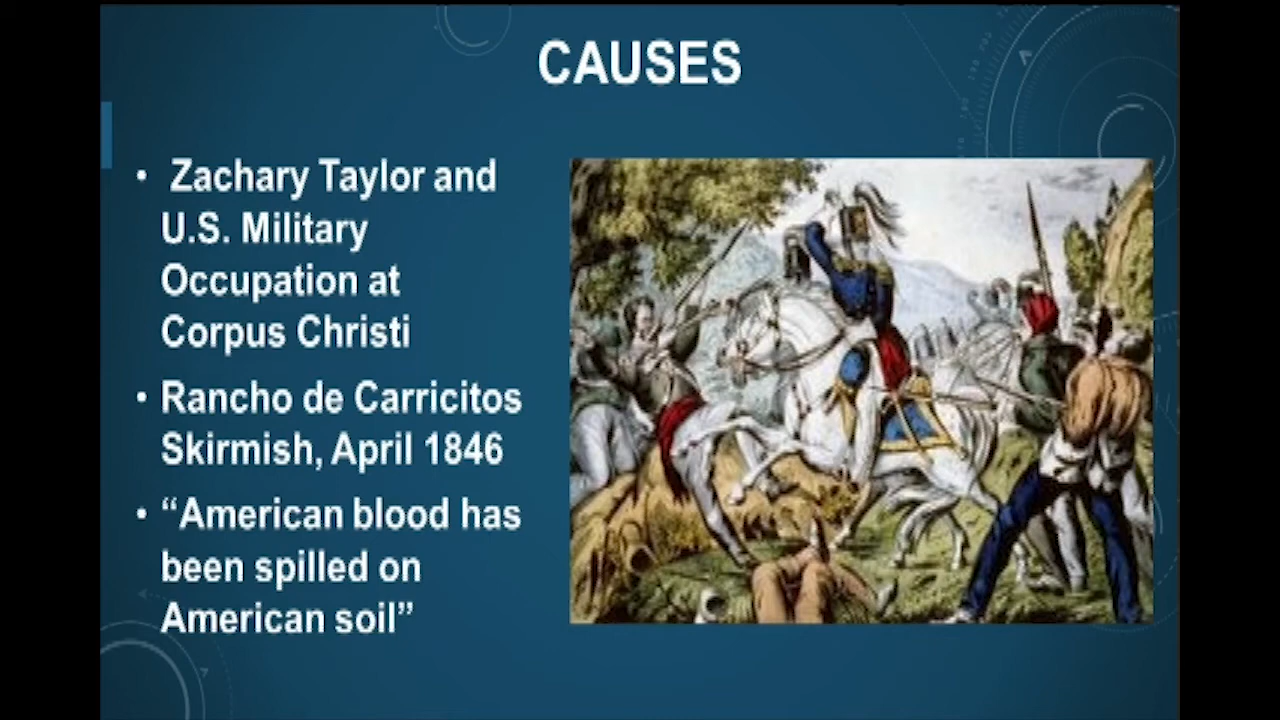 CAUSES
• Zachary Taylor and
U.S. Military
Occupation at
Corpus Christi
• Rancho de Carricitos
Skirmish, April 1846
• “American blood has
been spilled on
American soil”